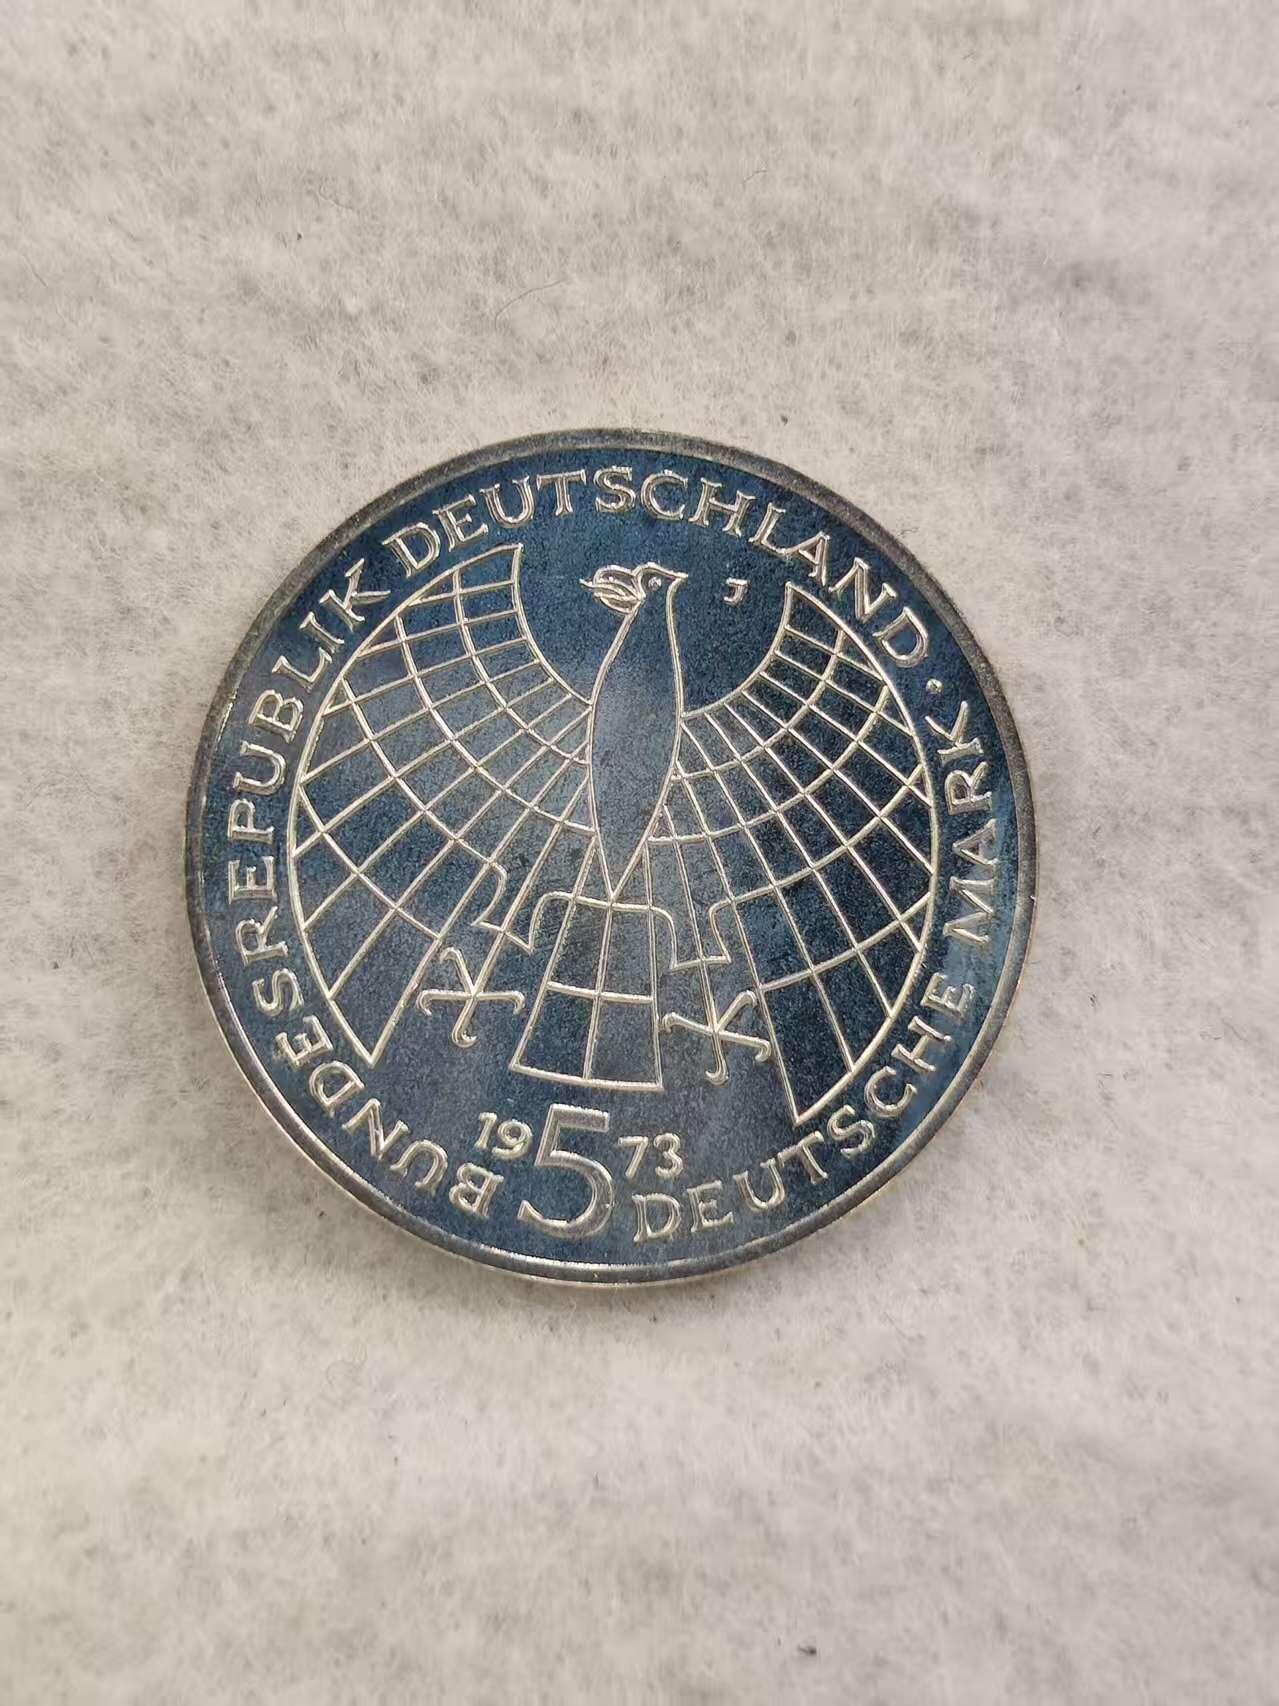 BUNDESREPUBLIK DEUTSCHLAND · 
J
19 5 73
DEUTSCHE MARK